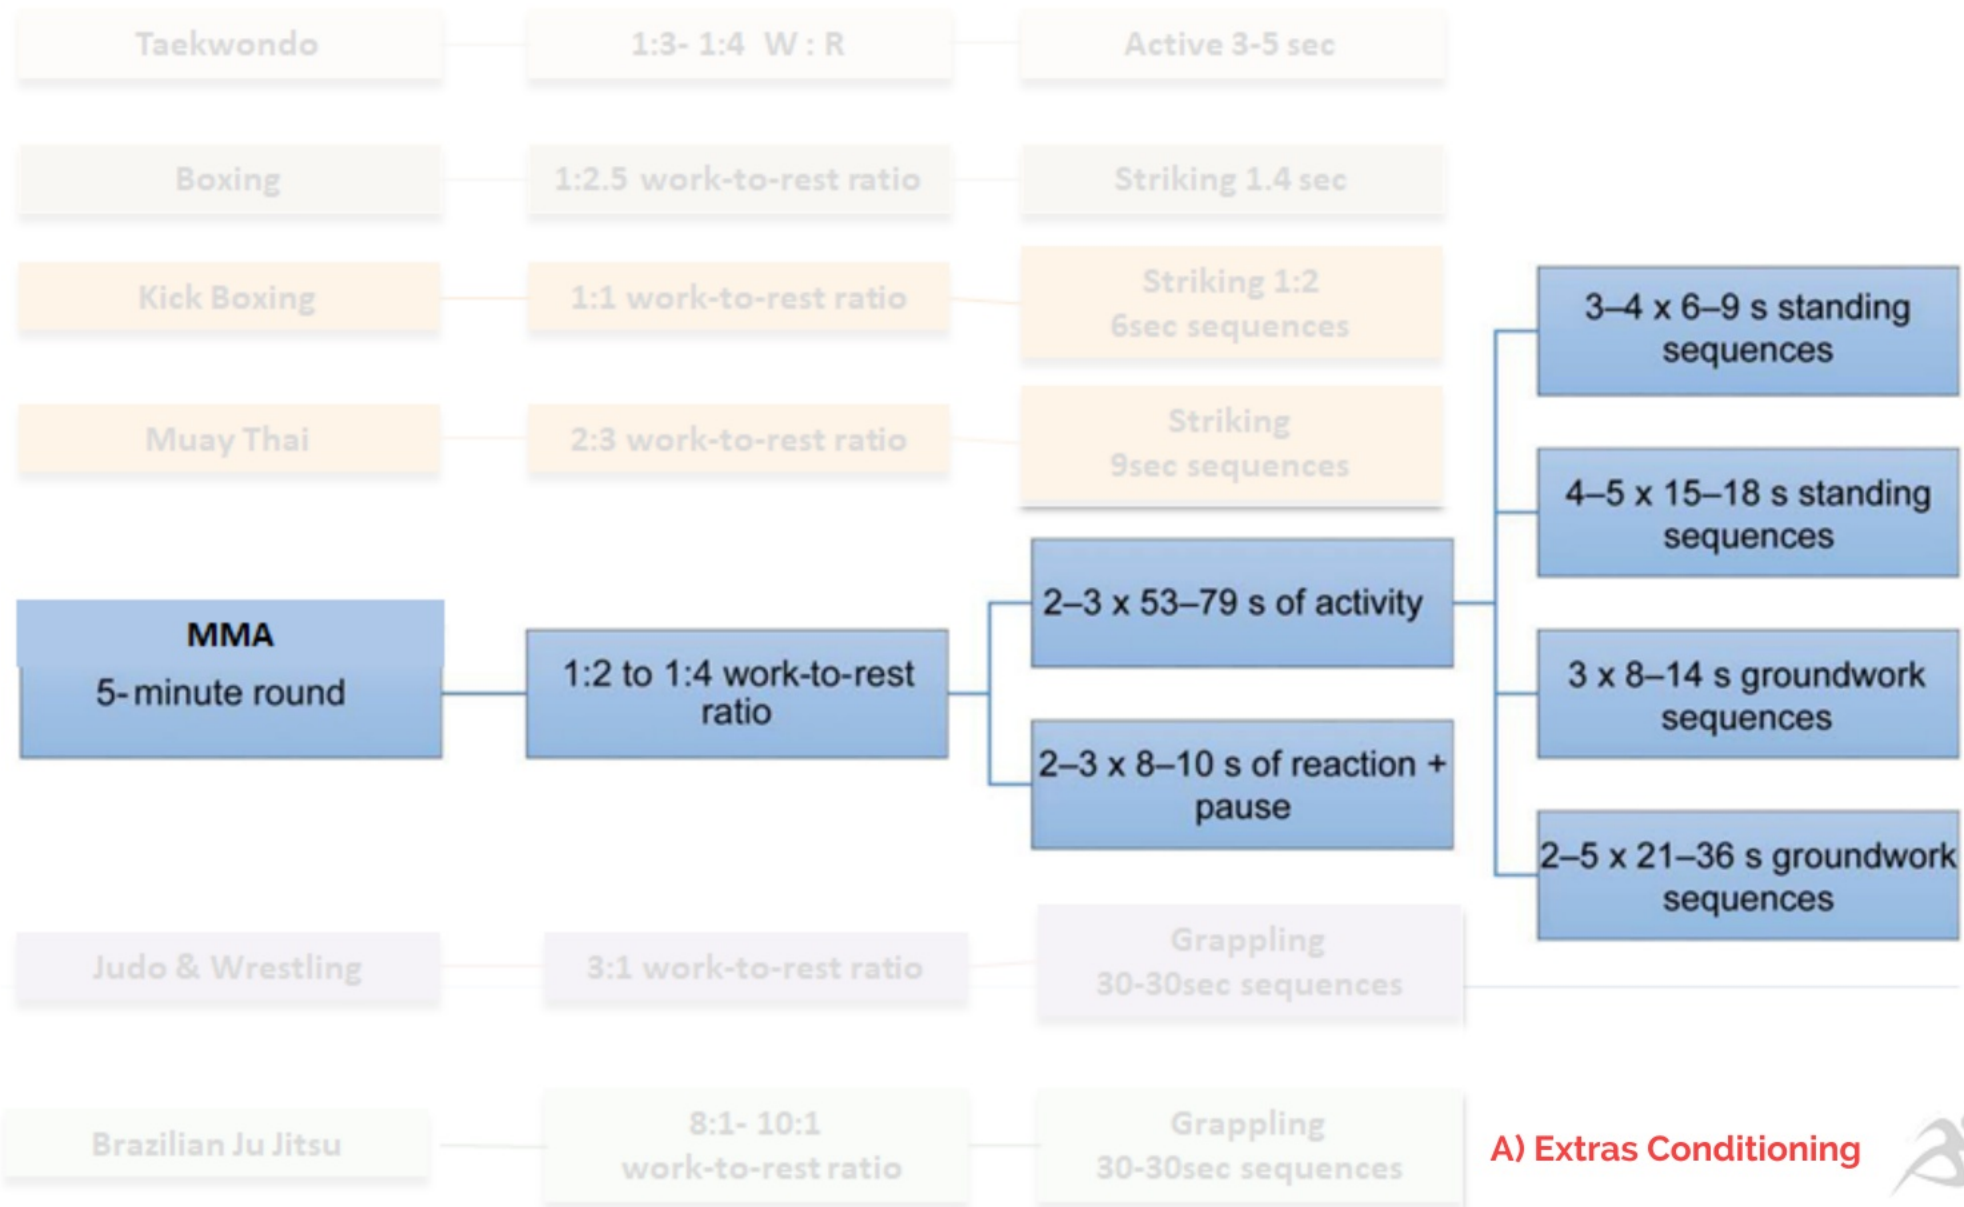 Taekwondo
1:3- 1:4 W : R
Active 3-5 sec
Boxing
1:2.5 work-to-rest ratio
Striking 1.4 sec
Kick Boxing
1:1 work-to-rest ratio
Striking 1:2
6sec sequences
Muay Thai
2:3 work-to-rest ratio
Striking
9sec sequences
MMA
5-minute round
1:2 to 1:4 work-to-rest
ratio
2–3 x 53–79 s of activity
2–3 x 8–10 s of reaction +
pause
3–4 x 6–9 s standing
sequences
4–5 x 15–18 s standing
sequences
3 x 8–14 s groundwork
sequences
2–5 x 21–36 s groundwork
sequences
Judo & Wrestling
3:1 work-to-rest ratio
Grappling
30-30sec sequences
Brazilian Ju Jitsu
8:1- 10:1
work-to-rest ratio
Grappling
30-30sec sequences
A) Extras Conditioning